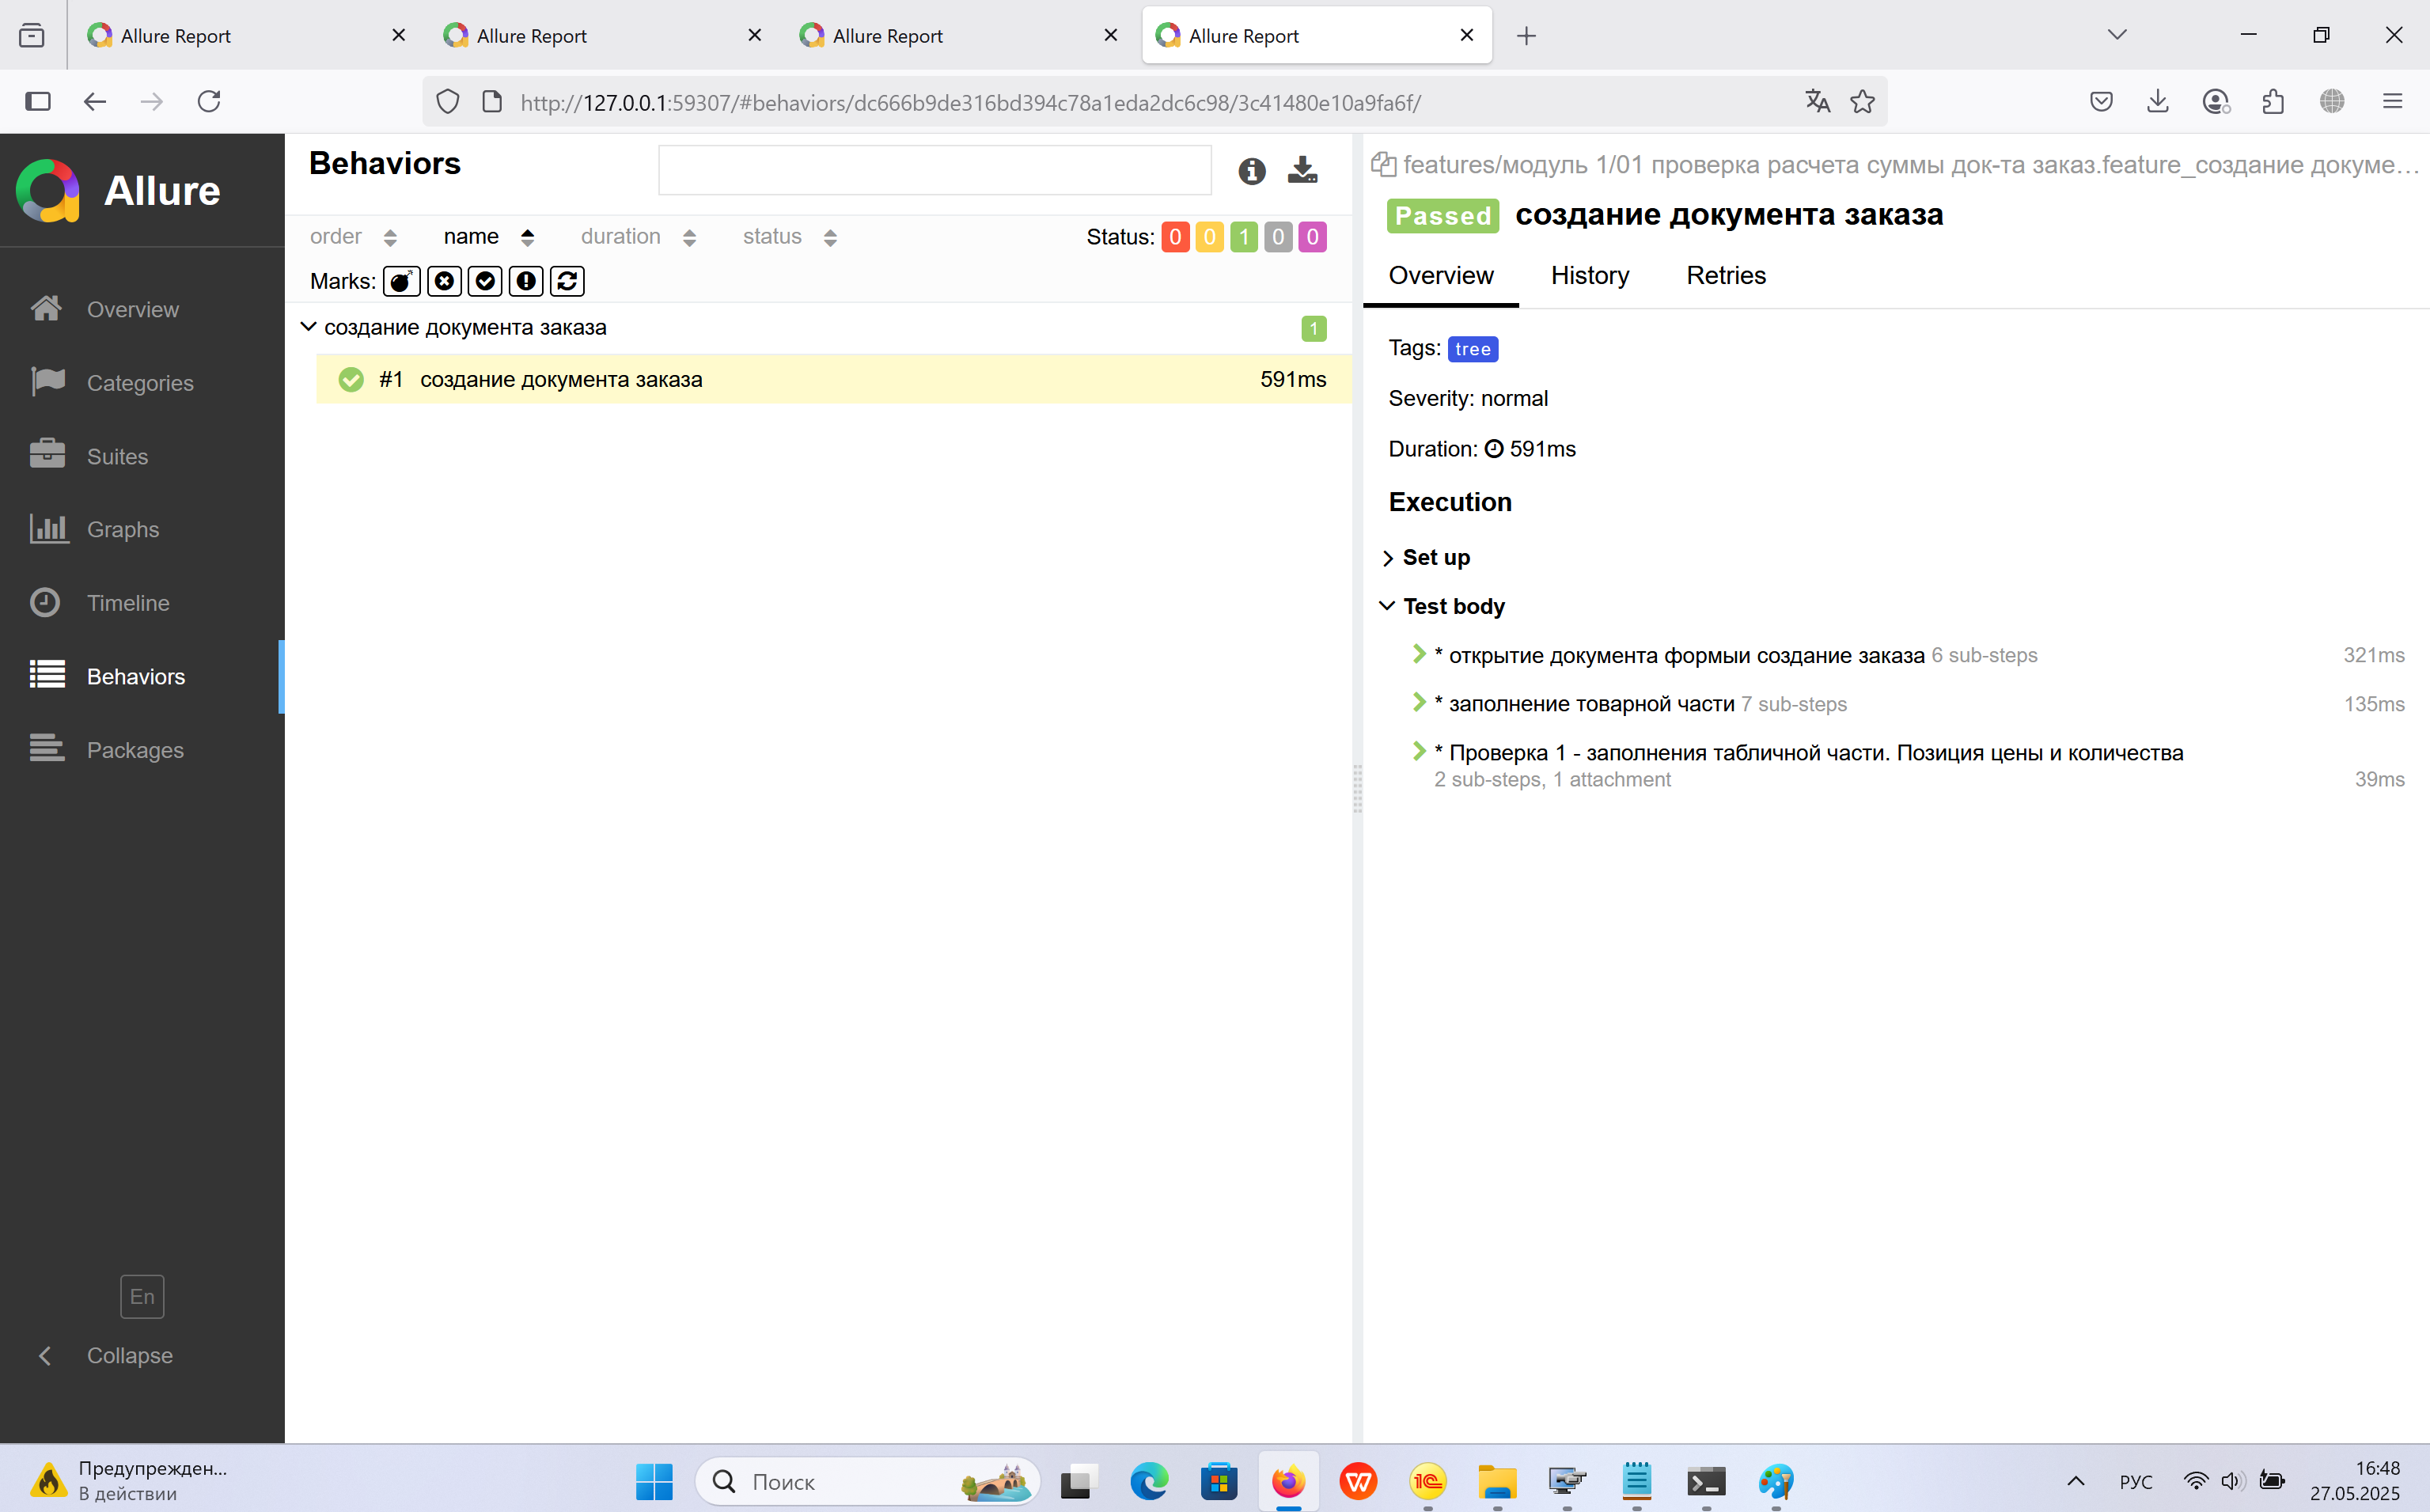 Allure Report
Allure Report
Allure Report
Allure Report
http://127.0.0.1:59307/#behaviors/dc666b9de316bd394c78a1eda2dc6c98/3c41480e10a9fa6f/
Allure
Overview
Categories
Suites
Graphs
Timeline
Behaviors
Packages
En
Collapse
Behaviors
order name duration status Status: 0 0 1 0 0
Marks:
создание документа заказа 1
#1 создание документа заказа 591ms
features/модуль 1/01 проверка расчета суммы док-та заказ.feature_создание докуме...
Passed создание документа заказа
Overview History Retries
Tags: tree
Severity: normal
Duration: 591ms
Execution
Set up
Test body
* открытие документа формыи создание заказа 6 sub-steps 321ms
* заполнение товарной части 7 sub-steps 135ms
* Проверка 1 - заполнения табличной части. Позиция цены и количества
2 sub-steps, 1 attachment 39ms
Предупрежден...
В действии
Поиск
РУС
16:48
27.05.2025